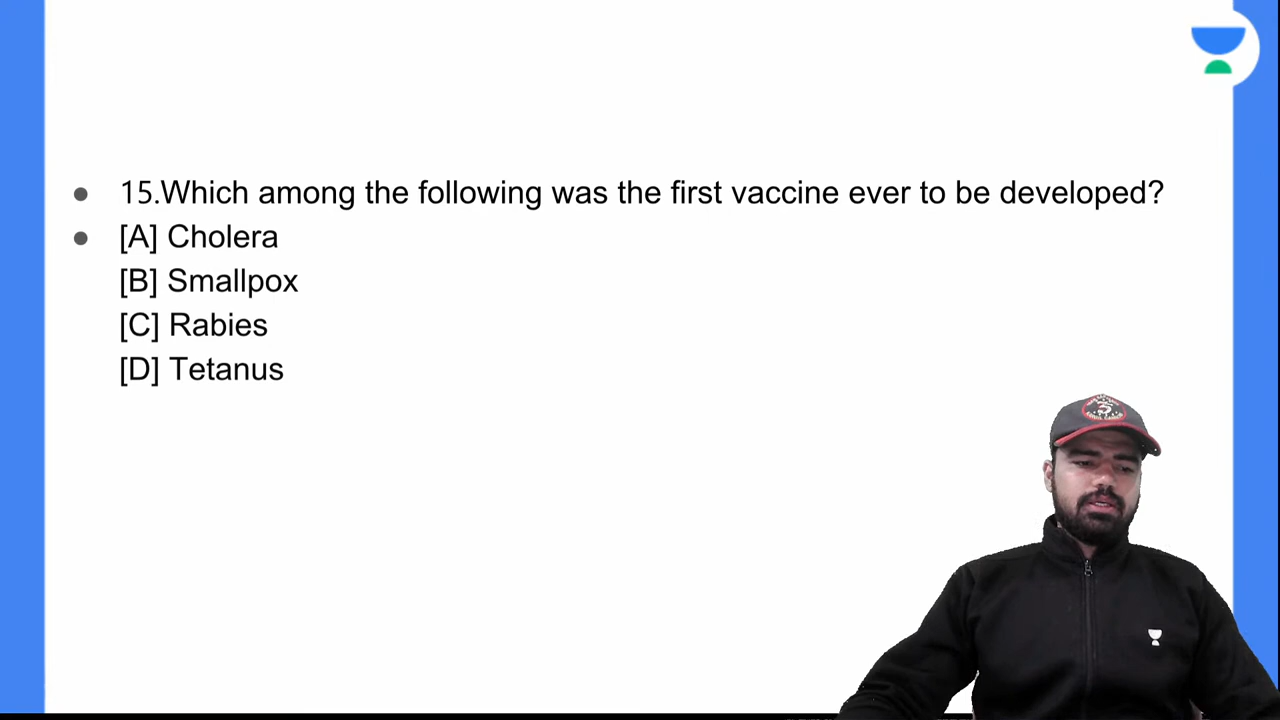 15.Which among the following was the first vaccine ever to be developed?
[A] Cholera
[B] Smallpox
[C] Rabies
[D] Tetanus